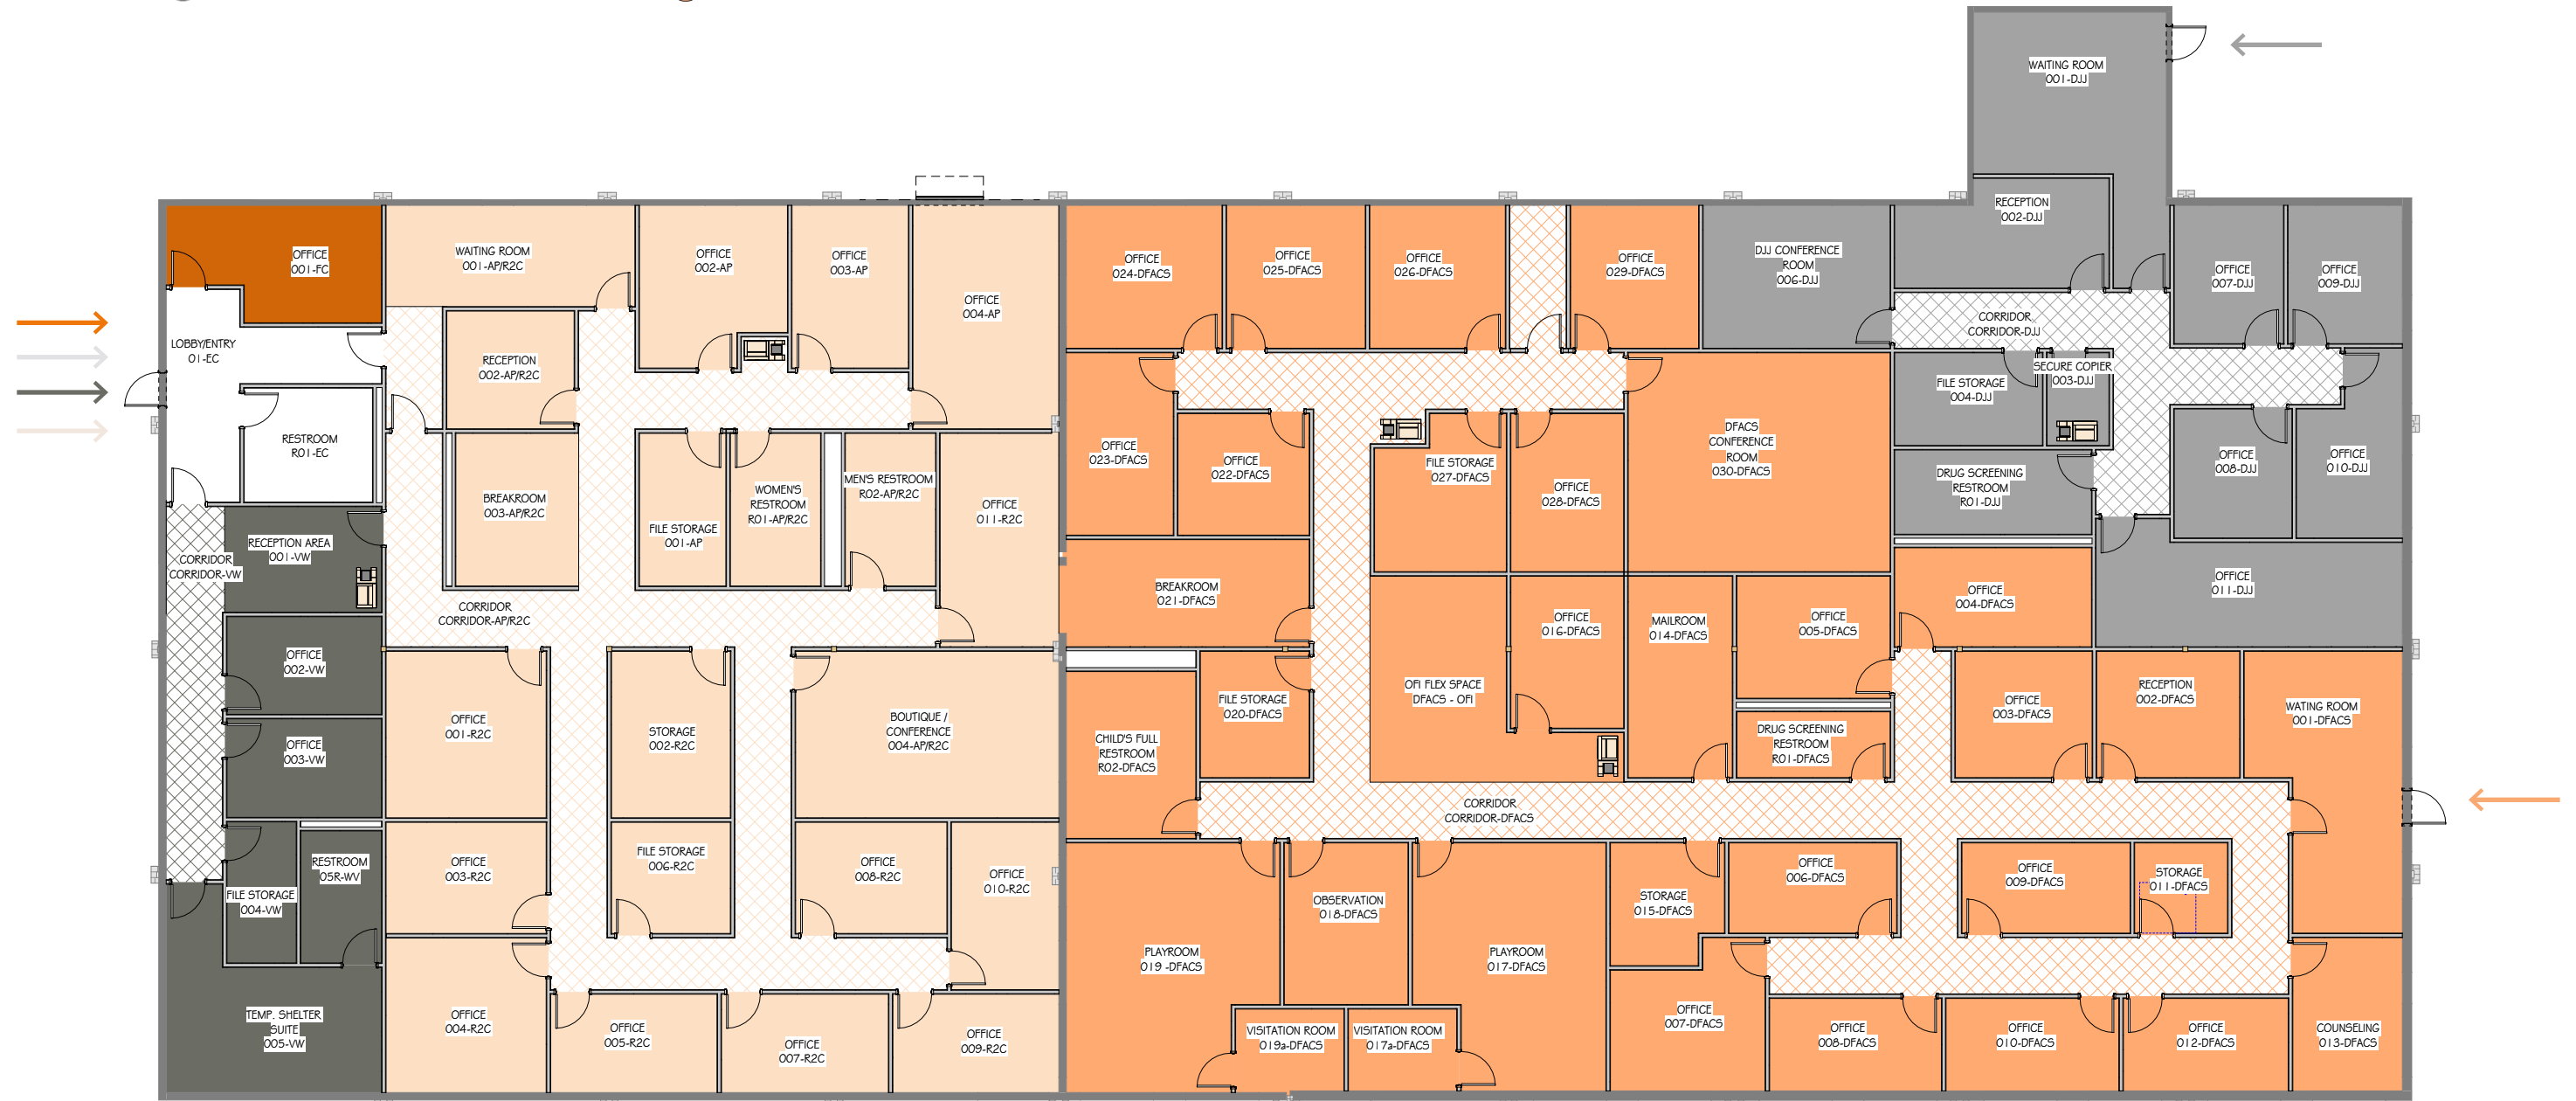 WAITING ROOM
001-DJJ
RECEPTION
002-DJJ
OFFICE
001-FC
WAITING ROOM
001-AP/R2C
OFFICE
002-AP
OFFICE
003-AP
OFFICE
004-AP
OFFICE
024-DFACS
OFFICE
025-DFACS
OFFICE
026-DFACS
OFFICE
029-DFACS
DJJ CONFERENCE
ROOM
006-DJJ
OFFICE
007-DJJ
OFFICE
009-DJJ
CORRIDOR
CORRIDOR-DJJ
LOBBY/ENTRY
01-EC
RECEPTION
002-AP/R2C
FILE STORAGE
004-DJJ
SECURE COPIER
003-DJJ
RESTROOM
R01-EC
BREAKROOM
003-AP/R2C
FILE STORAGE
001-AP
WOMEN'S
RESTROOM
R01-AP/R2C
MEN'S RESTROOM
R02-AP/R2C
OFFICE
011-R2C
OFFICE
023-DFACS
OFFICE
022-DFACS
FILE STORAGE
027-DFACS
OFFICE
028-DFACS
DFACS
CONFERENCE
ROOM
030-DFACS
DRUG SCREENING
RESTROOM
R01-DJJ
OFFICE
008-DJJ
OFFICE
010-DJJ
RECEPTION AREA
001-VW
CORRIDOR
CORRIDOR-VW
CORRIDOR
CORRIDOR-AP/R2C
BREAKROOM
021-DFACS
OFFICE
016-DFACS
MAILROOM
014-DFACS
OFFICE
005-DFACS
OFFICE
004-DFACS
OFFICE
011-DJJ
OFFICE
002-VW
OFFICE
003-VW
OFFICE
001-R2C
STORAGE
002-R2C
BOUTIQUE /
CONFERENCE
004-AP/R2C
CHILD'S FULL
RESTROOM
R02-DFACS
FILE STORAGE
020-DFACS
OFI FLEX SPACE
DFACS - OFI
DRUG SCREENING
RESTROOM
R01-DFACS
OFFICE
003-DFACS
RECEPTION
002-DFACS
WATING ROOM
001-DFACS
CORRIDOR
CORRIDOR-DFACS
FILE STORAGE
004-VW
RESTROOM
05R-WV
OFFICE
003-R2C
FILE STORAGE
006-R2C
OFFICE
008-R2C
OFFICE
010-R2C
PLAYROOM
019 -DFACS
OBSERVATION
018-DFACS
PLAYROOM
017-DFACS
STORAGE
015-DFACS
OFFICE
006-DFACS
OFFICE
009-DFACS
STORAGE
011-DFACS
TEMP. SHELTER
SUITE
005-VW
OFFICE
004-R2C
OFFICE
005-R2C
OFFICE
007-R2C
OFFICE
009-R2C
VISITATION ROOM
019a-DFACS
VISITATION ROOM
017a-DFACS
OFFICE
007-DFACS
OFFICE
008-DFACS
OFFICE
010-DFACS
OFFICE
012-DFACS
COUNSELING
013-DFACS